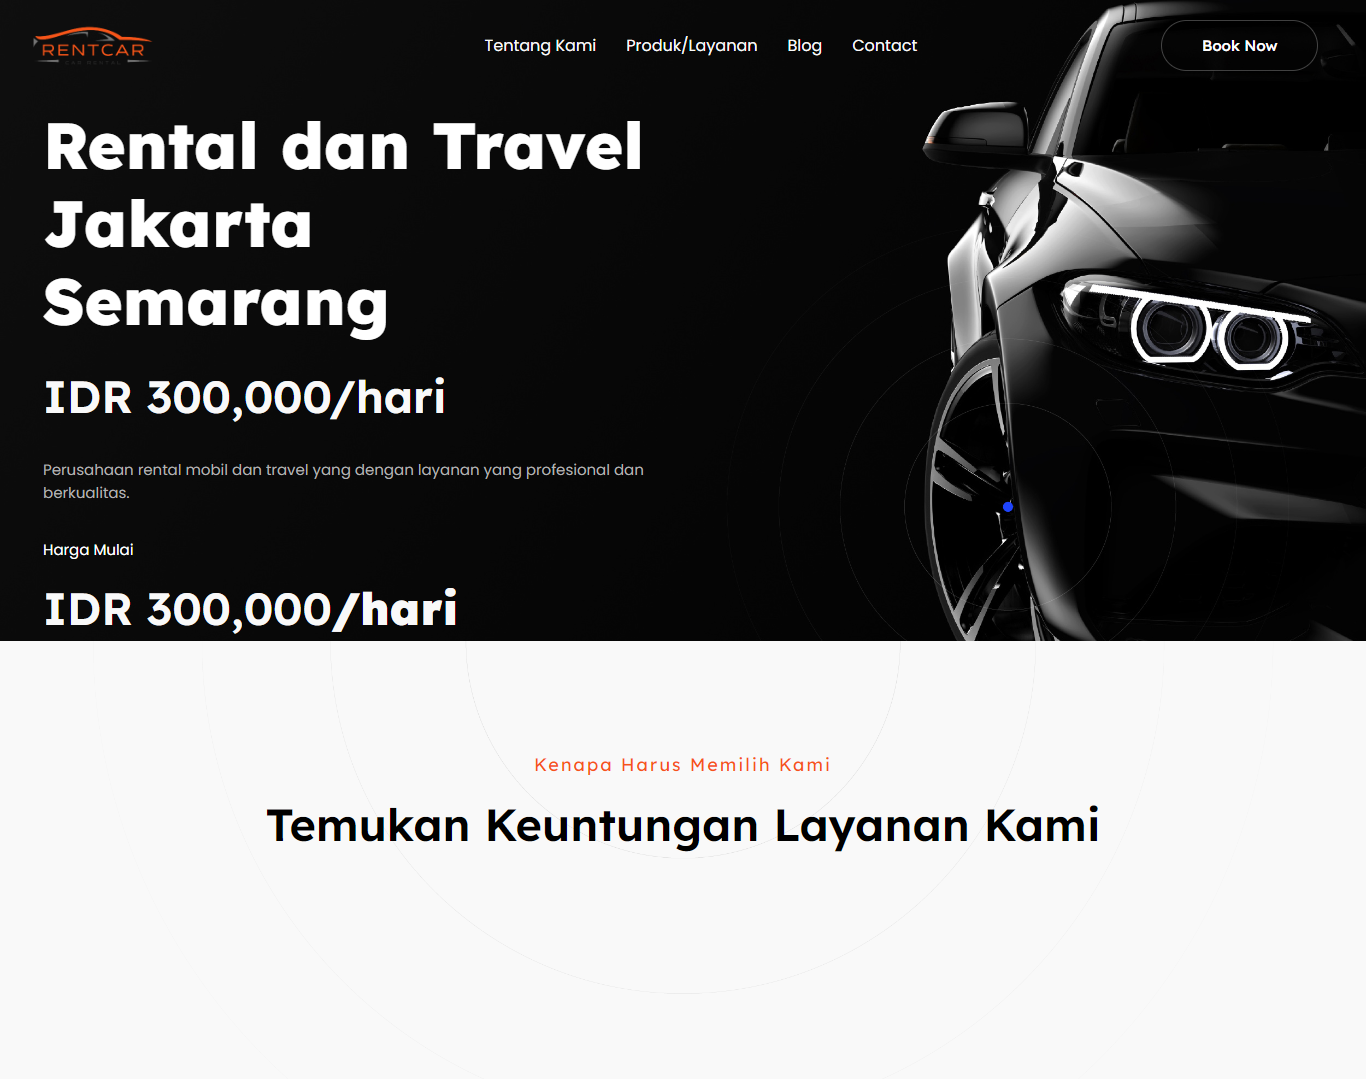 RENTCAR
CAR RENTAL
Tentang Kami
Produk/Layanan
Blog
Contact
Book Now
Rental dan Travel
Jakarta
Semarang
IDR 300,000/hari
Perusahaan rental mobil dan travel yang dengan layanan yang profesional dan
berkualitas.
Harga Mulai
IDR 300,000/hari
Kenapa Harus Memilih Kami
Temukan Keuntungan Layanan Kami